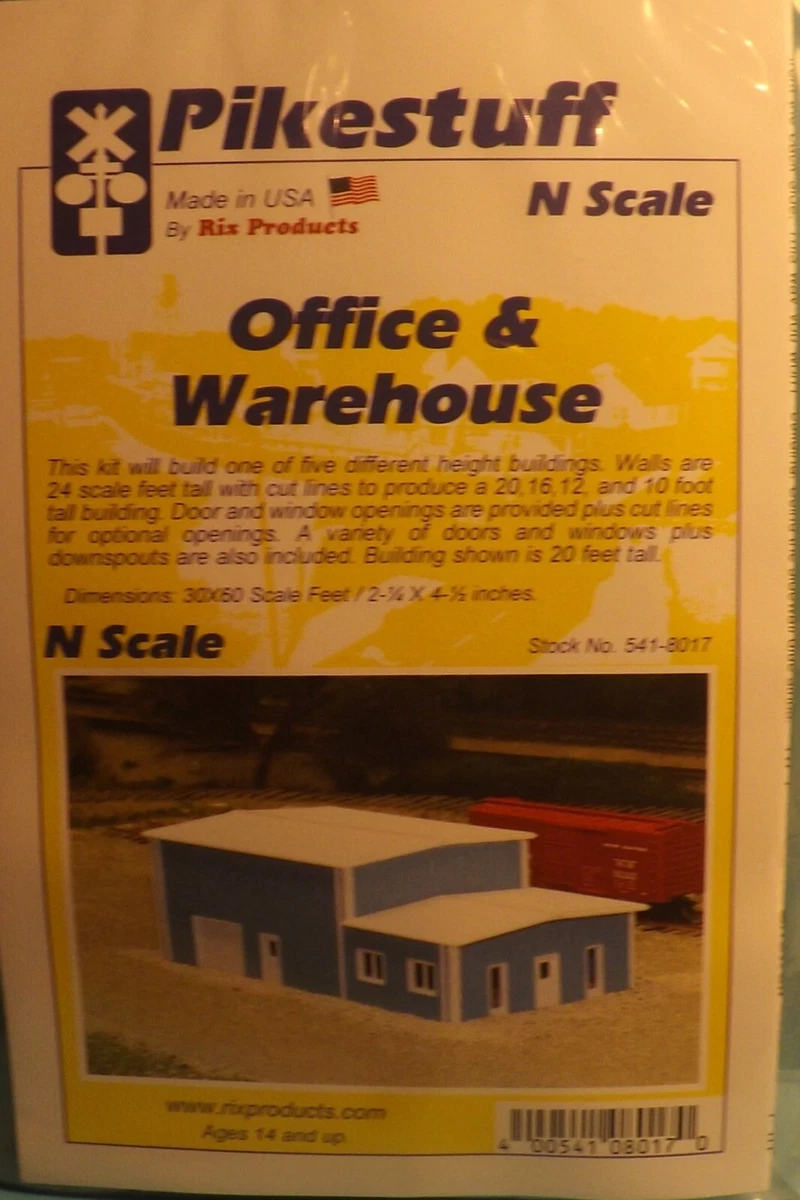 Pikestuff
Made in USA
By Rix Products
N Scale
Office &
Warehouse
This kit will build one of five different height buildings. Walls are
24 scale feet tall with cut lines to produce a 20,16,12, and 10 foot
tall building. Door and window openings are provided plus cut lines
for optional openings. A variety of doors and windows plus
downspouts are also included. Building shown is 20 feet tall.
Dimensions: 30X60 Scale Feet / 2-¼ X 4-½ inches.
N Scale
Stock No. 541-8017
www.rixproducts.com
Ages 14 and up
4 00541 08017 0